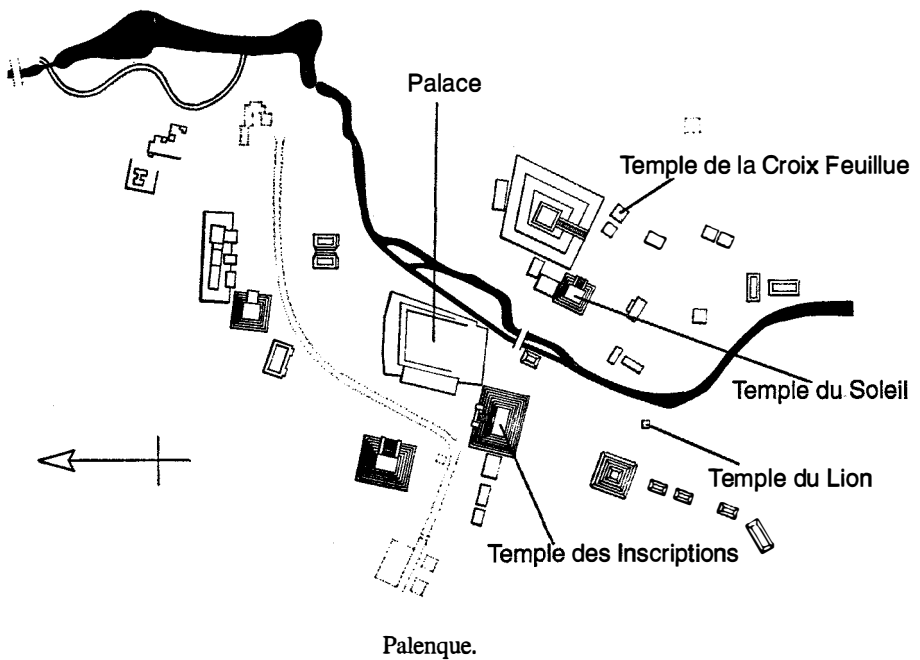 Palace
Temple de la Croix Feuillue
Temple du Soleil
Temple du Lion
Temple des Inscriptions
Palenque.